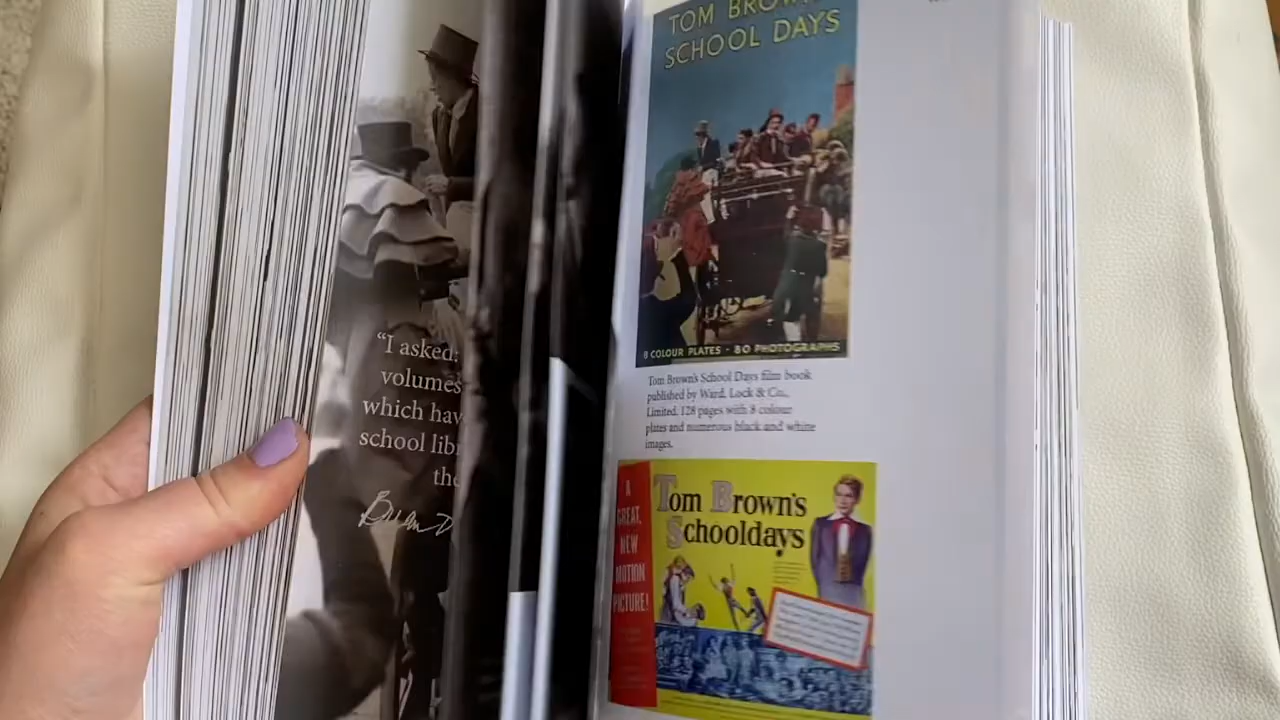 "I asked:
volumes
which hav
school libr
the
Brian D
TOM BROWN'S
SCHOOL DAYS
8 COLOUR PLATES · 80 PHOTOGRAPHS
Tom Brown's School Days film book
published by Ward, Lock & Co.,
Limited. 128 pages with 8 colour
plates and numerous black and white
images.
A
GREAT
NEW
MOTION
PICTURE!
Tom Brown's
Schooldays